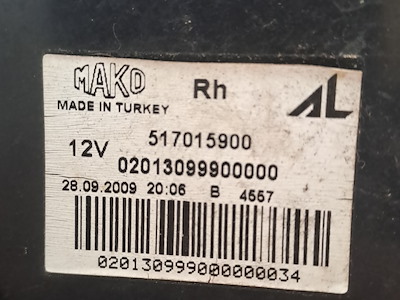 MAKO Rh AL
MADE IN TURKEY
12V 517015900
02013099900000
28.09.2009 20:06 B 4557
020130999000000034